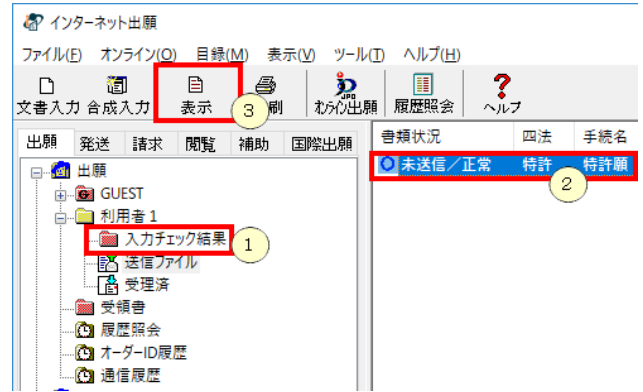 インターネット出願
ファイル(F) オンライン(O) 目録(M) 表示(V) ツール(T) ヘルプ(H)
文書入力 合成入力 表示 3 刷 オンライン出願 履歴照会 ヘルプ
出願 発送 請求 閲覧 補助 国際出願
書類状況 四法 手続名
未送信／正常 特許 特許願
2
出願
GUEST
利用者1
入力チェック結果 1
送信ファイル
受理済
受領書
履歴照会
オーダーID履歴
通信履歴